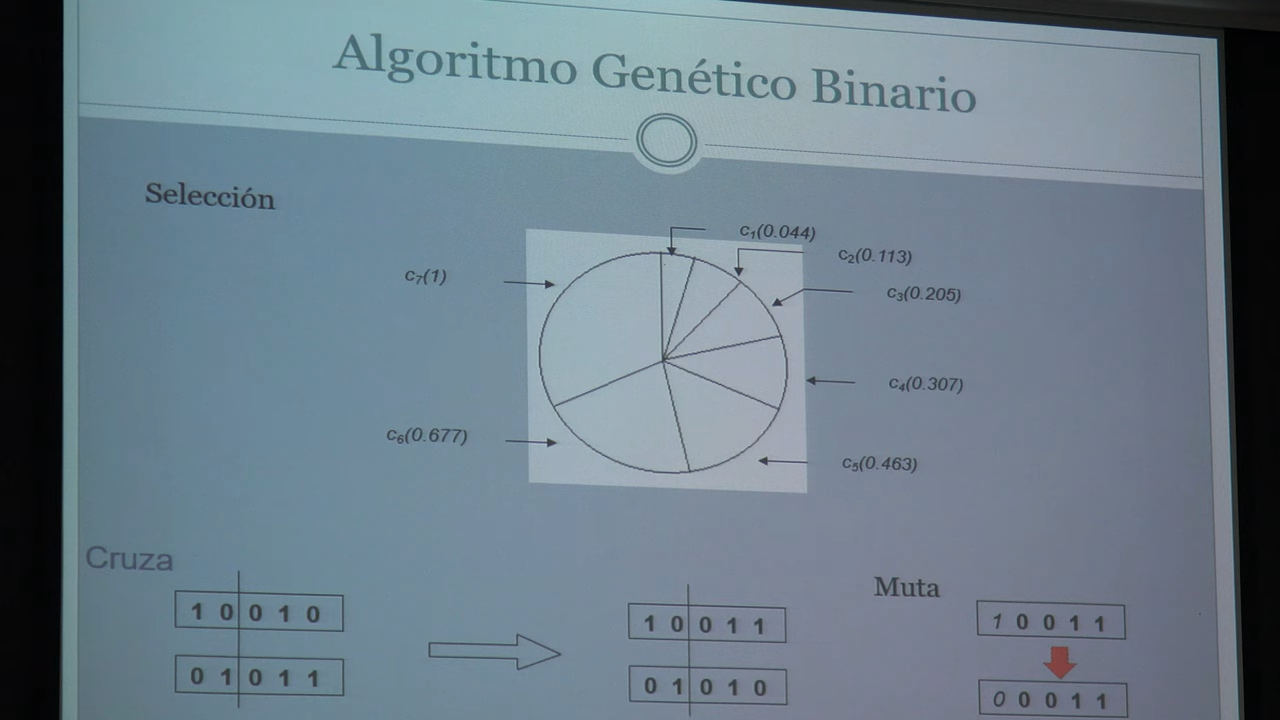 Algoritmo Genético Binario
Selección
c₁(0.044)
c₂(0.113)
c₃(0.205)
c₇(1)
c₄(0.307)
c₆(0.677)
c₅(0.463)
Cruza
Muta
1 0 0 1 0
1 0 0 1 1
1 0 0 1 1
0 1 0 1 1
0 1 0 1 0
0 0 0 1 1